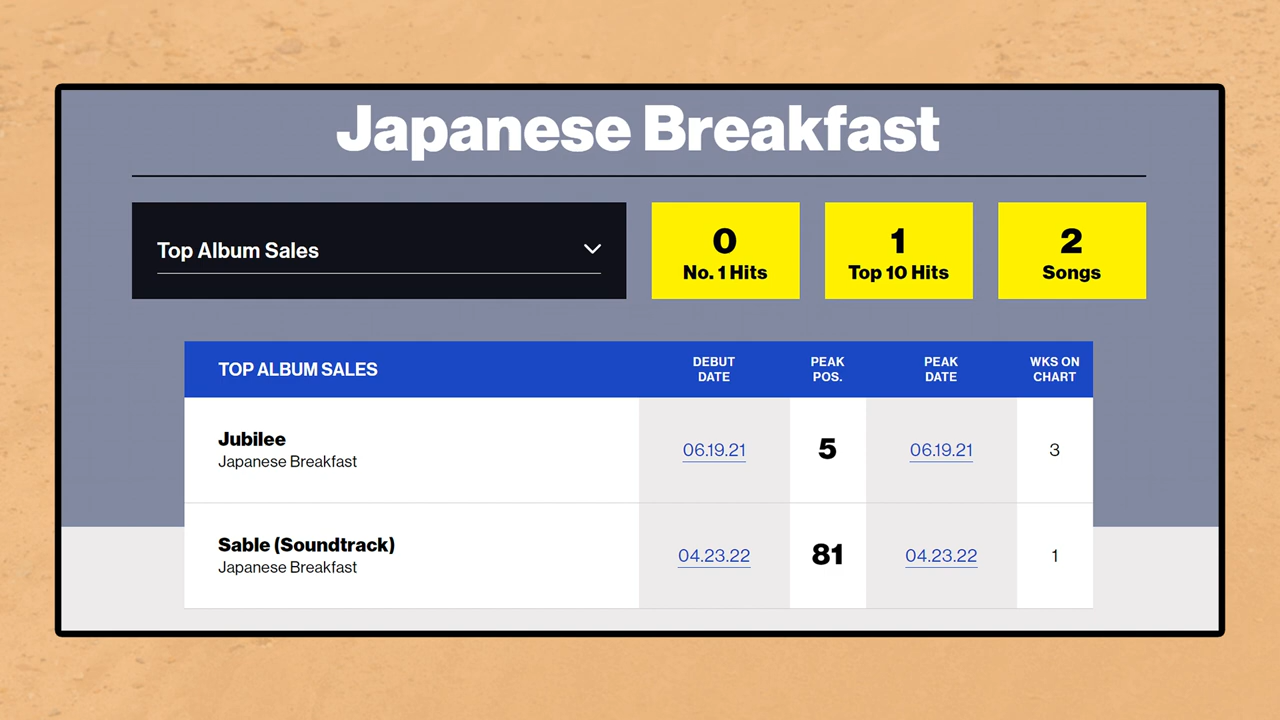 Japanese Breakfast
Top Album Sales
0
No. 1 Hits
1
Top 10 Hits
2
Songs
TOP ALBUM SALES
DEBUT
DATE
PEAK
POS.
PEAK
DATE
WKS ON
CHART
Jubilee
Japanese Breakfast
06.19.21
5
06.19.21
3
Sable (Soundtrack)
Japanese Breakfast
04.23.22
81
04.23.22
1